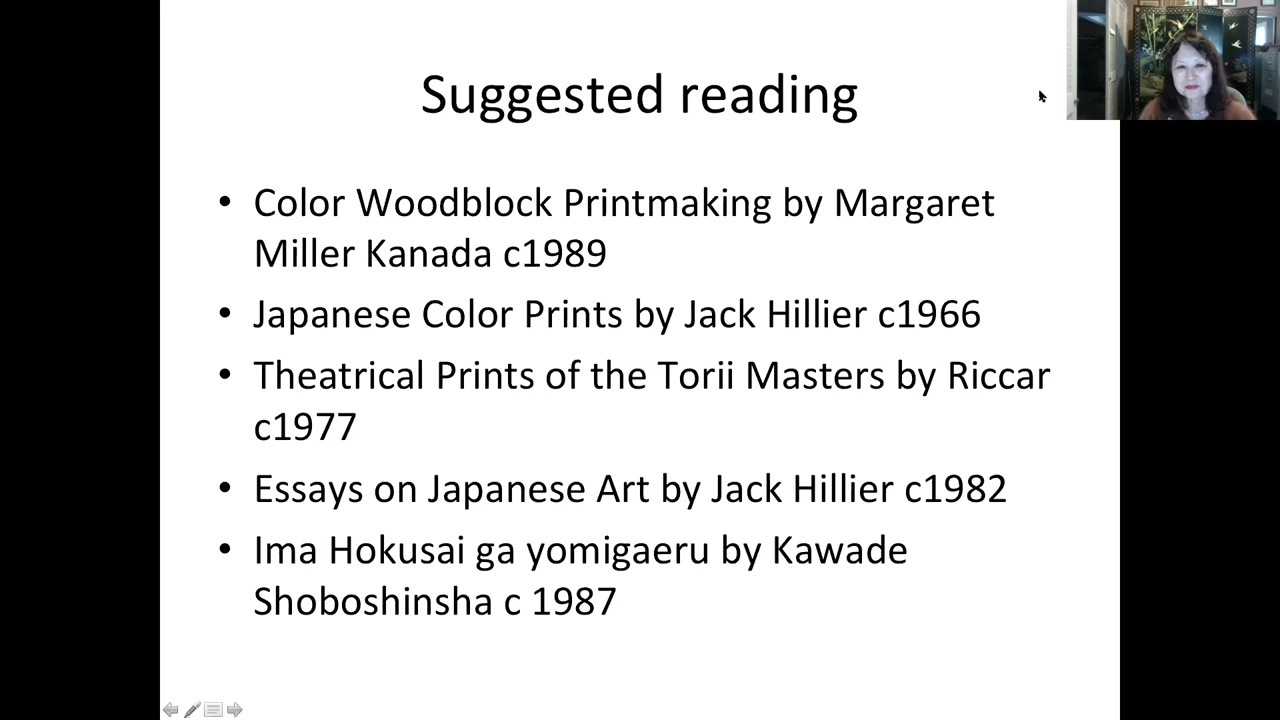 Suggested reading
• Color Woodblock Printmaking by Margaret
Miller Kanada c1989
• Japanese Color Prints by Jack Hillier c1966
• Theatrical Prints of the Torii Masters by Riccar
c1977
• Essays on Japanese Art by Jack Hillier c1982
• Ima Hokusai ga yomigaeru by Kawade
Shoboshinsha c 1987